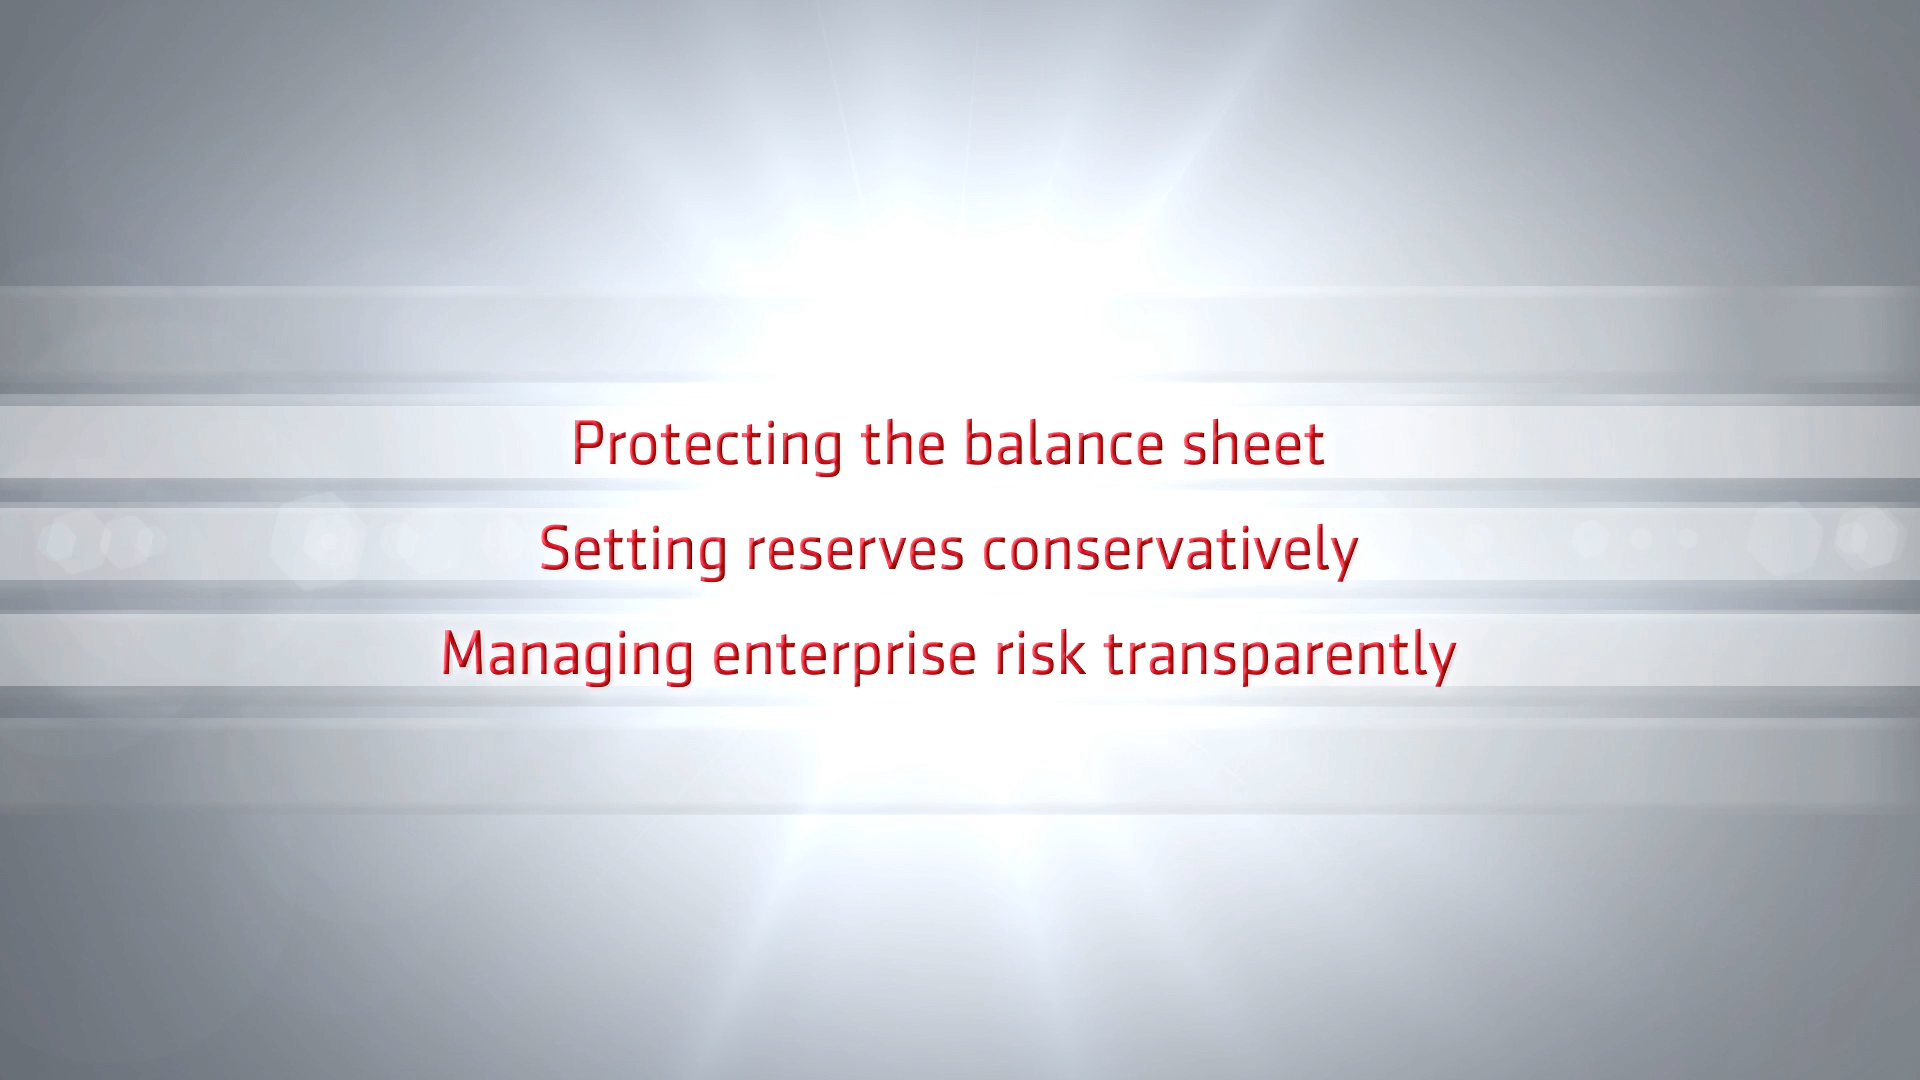 Protecting the balance sheet
Setting reserves conservatively
Managing enterprise risk transparently